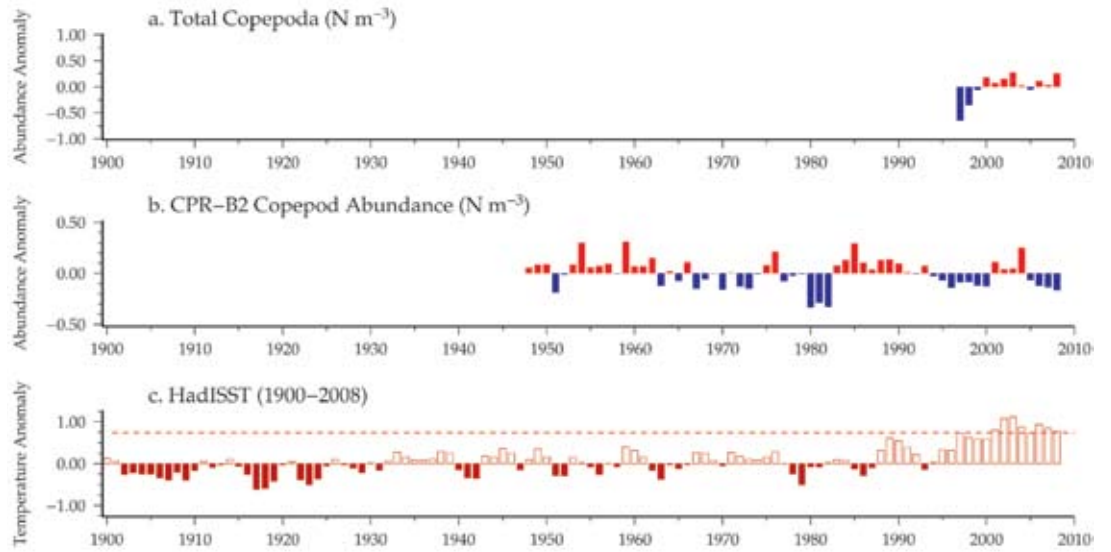 a. Total Copepoda (N m⁻³)
Abundance Anomaly
1.00
0.50
0.00
−0.50
−1.00
1900 1910 1920 1930 1940 1950 1960 1970 1980 1990 2000 2010
b. CPR−B2 Copepod Abundance (N m⁻³)
Abundance Anomaly
0.50
0.00
−0.50
1900 1910 1920 1930 1940 1950 1960 1970 1980 1990 2000 2010
c. HadISST (1900−2008)
Temperature Anomaly
1.00
0.00
−1.00
1900 1910 1920 1930 1940 1950 1960 1970 1980 1990 2000 2010